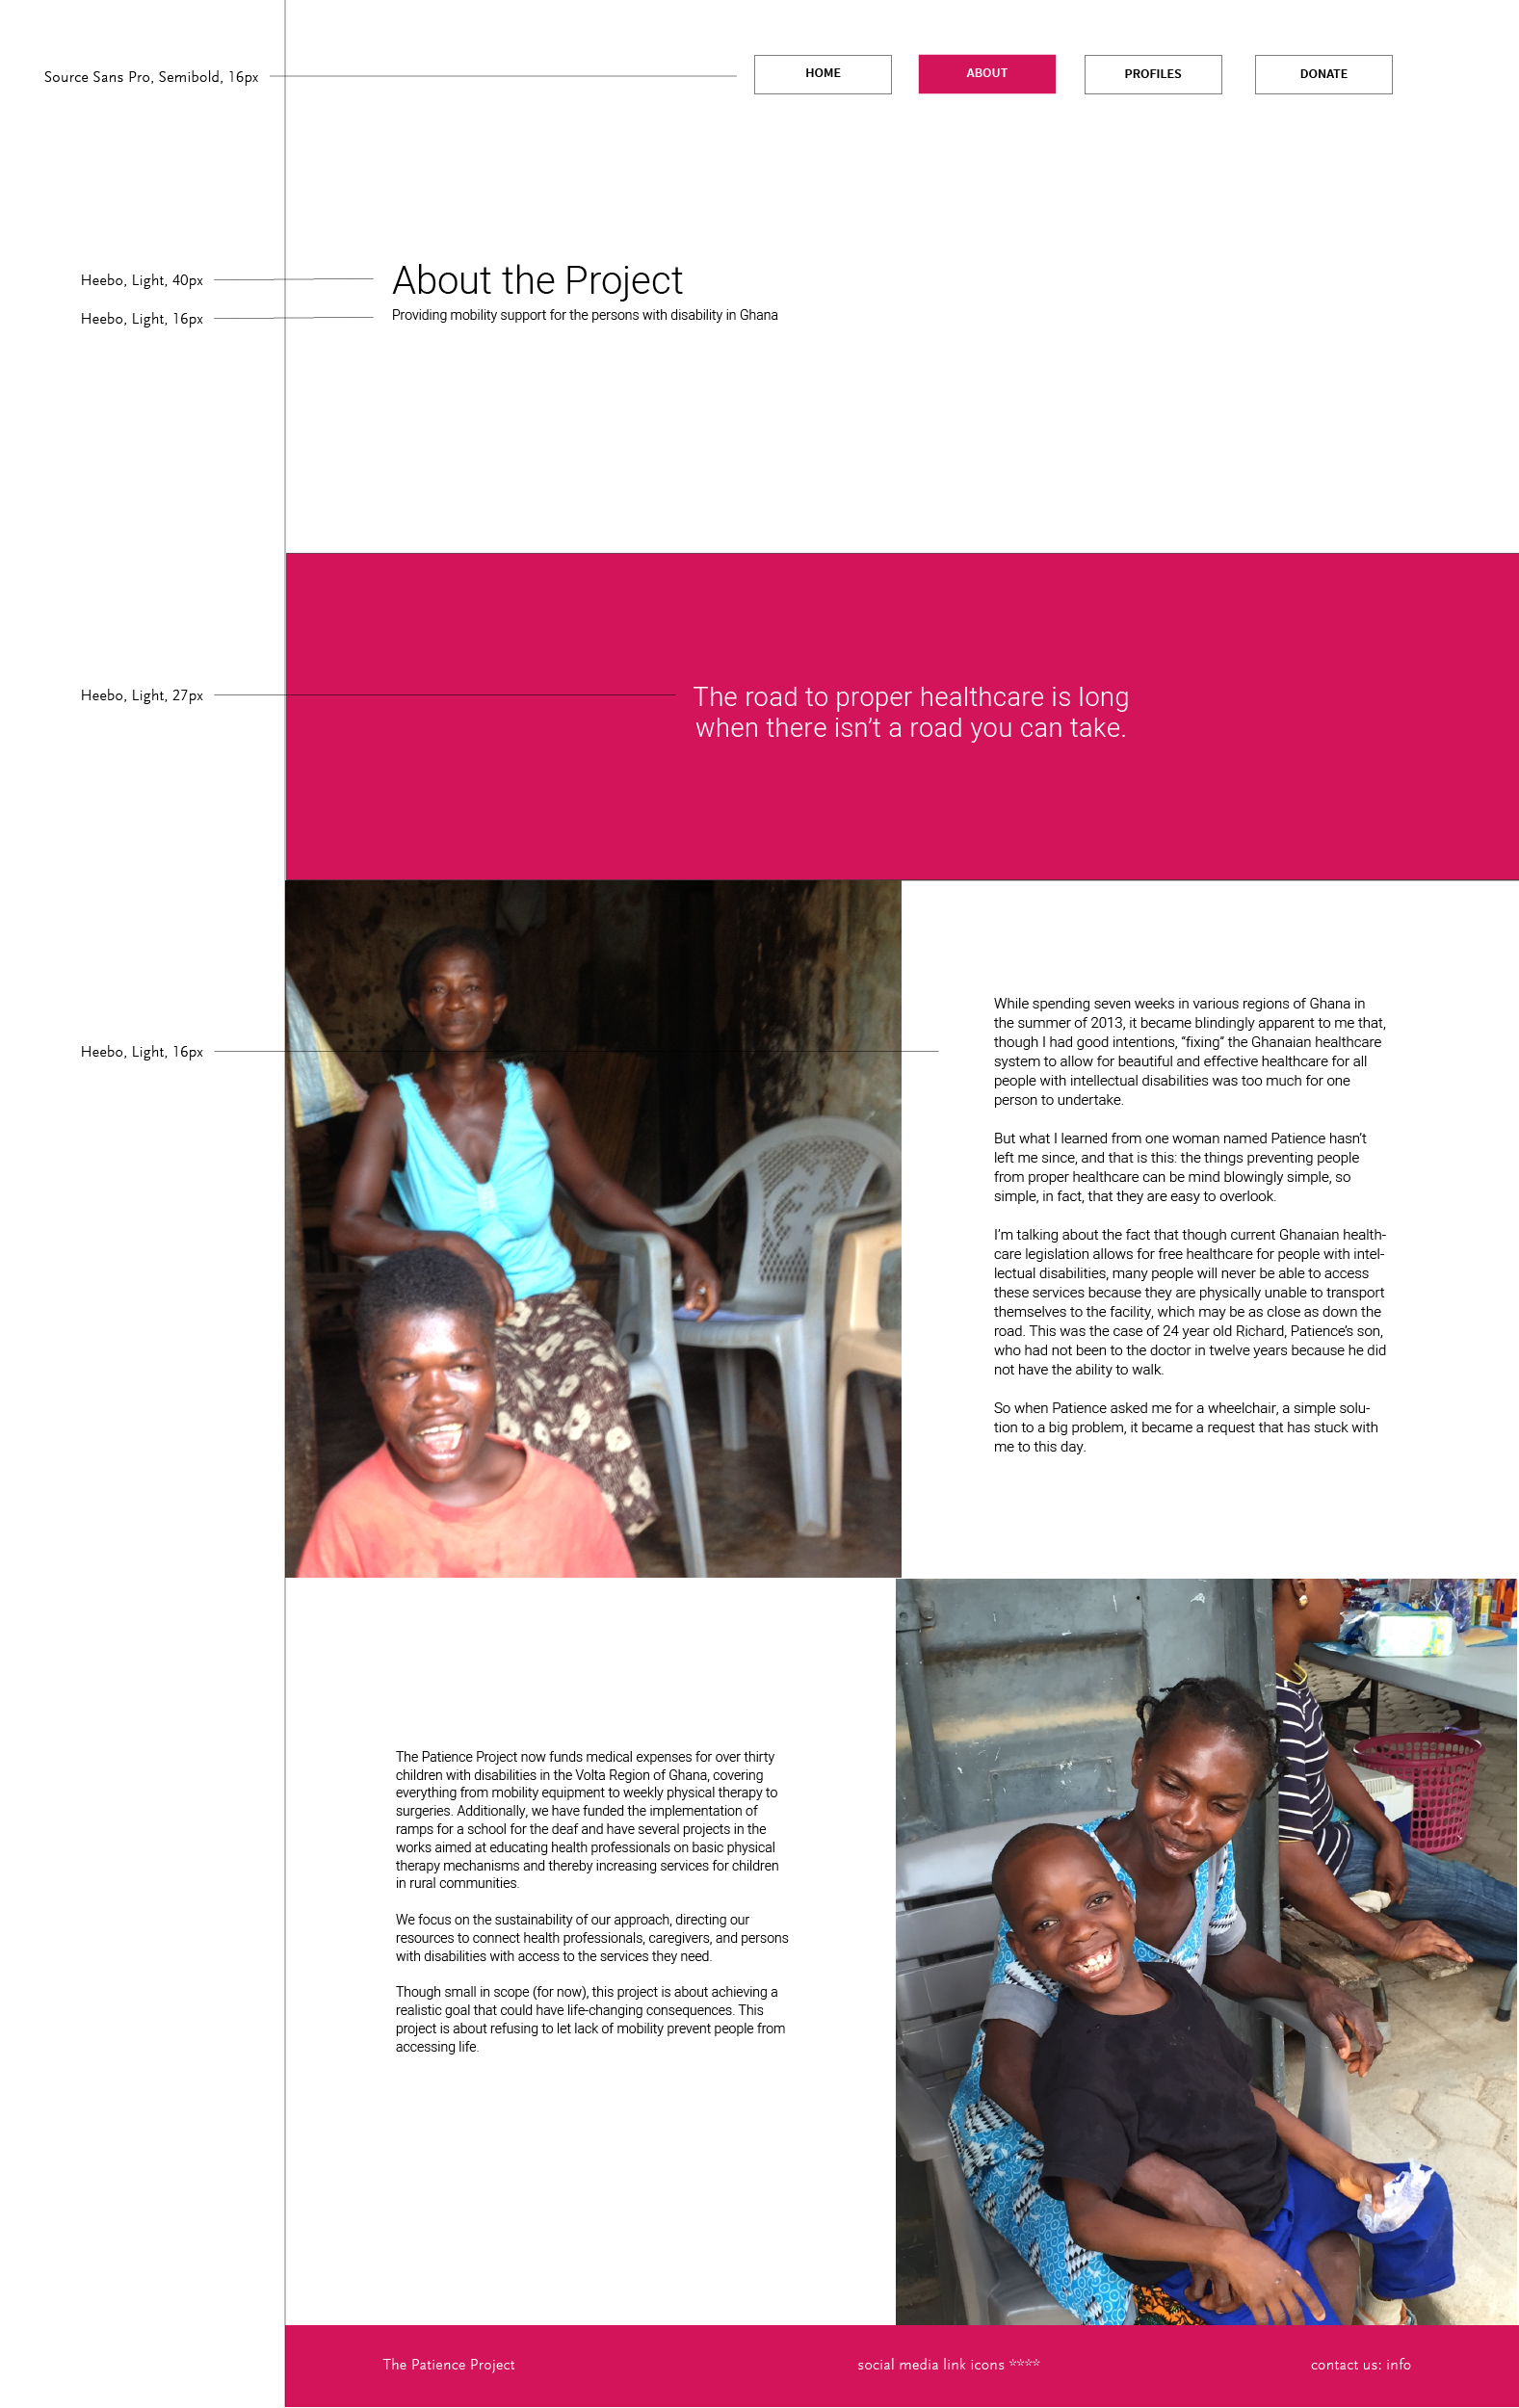 Source Sans Pro, Semibold, 16px
HOME
ABOUT
PROFILES
DONATE
Heebo, Light, 40px
About the Project
Heebo, Light, 16px
Providing mobility support for the persons with disability in Ghana
Heebo, Light, 27px
The road to proper healthcare is long
when there isn’t a road you can take.
Heebo, Light, 16px
While spending seven weeks in various regions of Ghana in
the summer of 2013, it became blindingly apparent to me that,
though I had good intentions, “fixing” the Ghanaian healthcare
system to allow for beautiful and effective healthcare for all
people with intellectual disabilities was too much for one
person to undertake.
But what I learned from one woman named Patience hasn’t
left me since, and that is this: the things preventing people
from proper healthcare can be mind blowingly simple, so
simple, in fact, that they are easy to overlook.
I’m talking about the fact that though current Ghanaian health-
care legislation allows for free healthcare for people with intel-
lectual disabilities, many people will never be able to access
these services because they are physically unable to transport
themselves to the facility, which may be as close as down the
road. This was the case of 24 year old Richard, Patience’s son,
who had not been to the doctor in twelve years because he did
not have the ability to walk.
So when Patience asked me for a wheelchair, a simple solu-
tion to a big problem, it became a request that has stuck with
me to this day.
The Patience Project now funds medical expenses for over thirty
children with disabilities in the Volta Region of Ghana, covering
everything from mobility equipment to weekly physical therapy to
surgeries. Additionally, we have funded the implementation of
ramps for a school for the deaf and have several projects in the
works aimed at educating health professionals on basic physical
therapy mechanisms and thereby increasing services for children
in rural communities.
We focus on the sustainability of our approach, directing our
resources to connect health professionals, caregivers, and persons
with disabilities with access to the services they need.
Though small in scope (for now), this project is about achieving a
realistic goal that could have life-changing consequences. This
project is about refusing to let lack of mobility prevent people from
accessing life.
The Patience Project
social media link icons ****
contact us: info